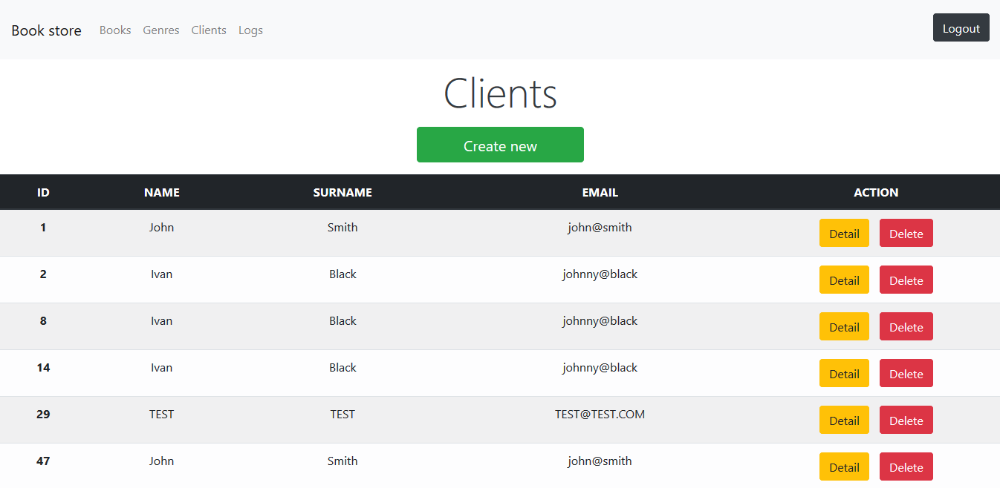 Book store Books Genres Clients Logs Logout
Clients
Create new
ID NAME SURNAME EMAIL ACTION
1 John Smith john@smith Detail Delete
2 Ivan Black johnny@black Detail Delete
8 Ivan Black johnny@black Detail Delete
14 Ivan Black johnny@black Detail Delete
29 TEST TEST TEST@TEST.COM Detail Delete
47 John Smith john@smith Detail Delete